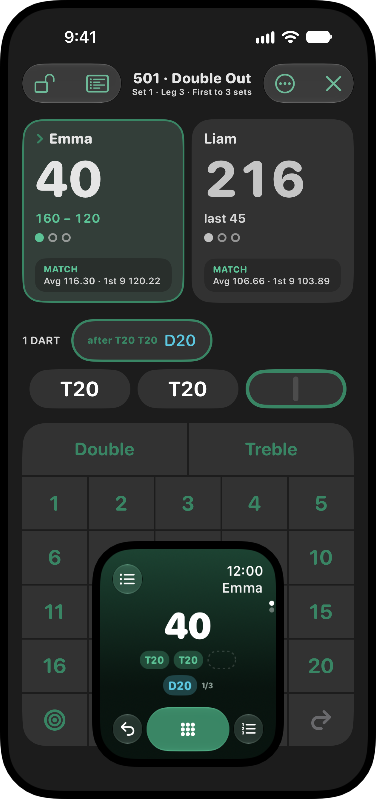 9:41
501 · Double Out
Set 1 · Leg 3 · First to 3 sets
Emma
40
160 – 120
MATCH
Avg 116.30 · 1st 9 120.22
Liam
216
last 45
MATCH
Avg 106.66 · 1st 9 103.89
1 DART after T20 T20 D20
T20 T20
Double Treble
1 2 3 4 5
6 10
11 15
16 20
12:00
Emma
40
T20 T20
D20 1/3